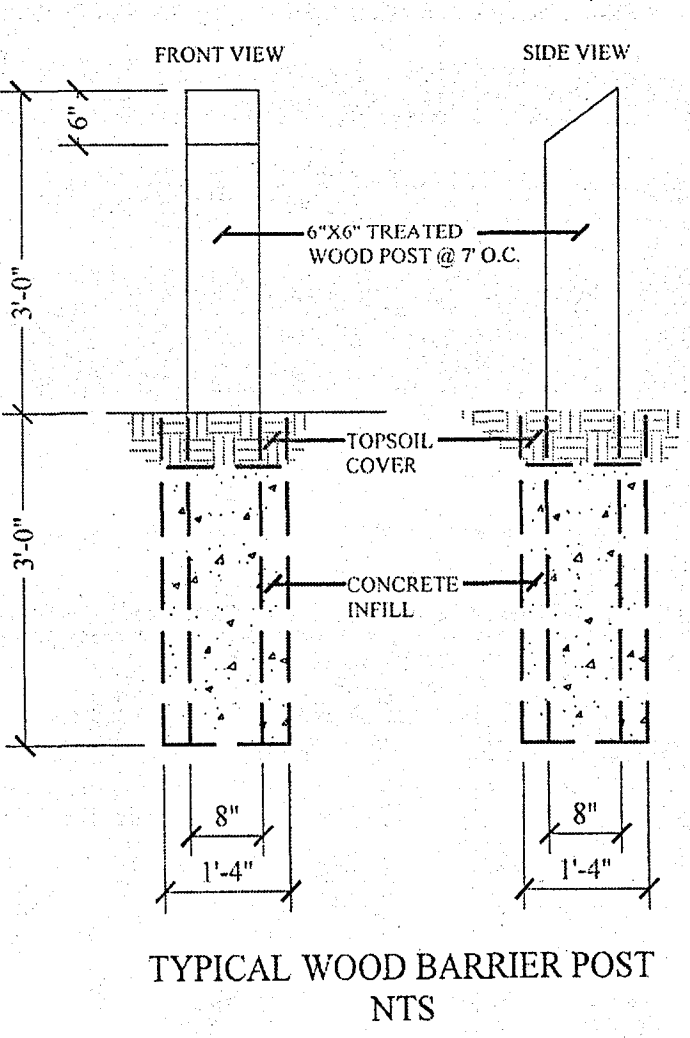 FRONT VIEW
SIDE VIEW
6"
6"X6" TREATED
WOOD POST @ 7' O.C.
3'-0"
TOPSOIL
COVER
3'-0"
CONCRETE
INFILL
8"
8"
1'-4"
1'-4"
TYPICAL WOOD BARRIER POST
NTS